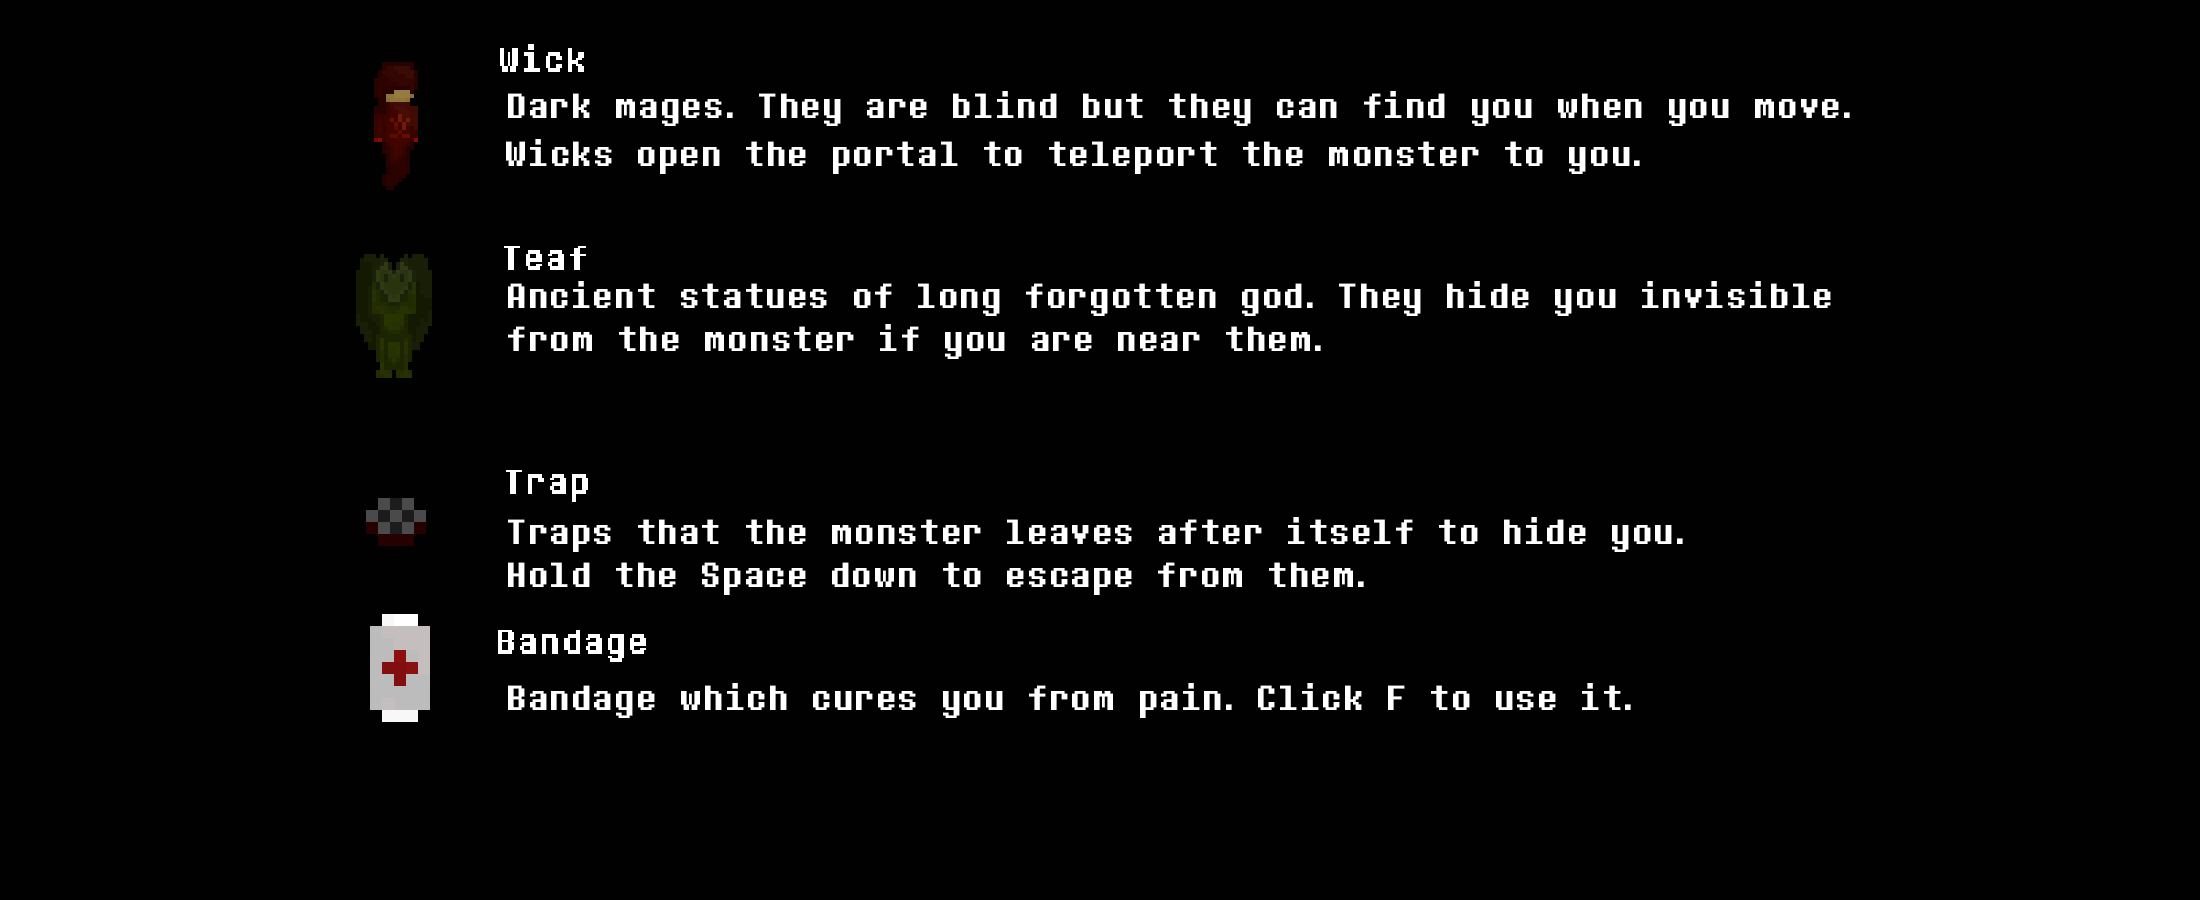 Wick
Dark mages. They are blind but they can find you when you move.
Wicks open the portal to teleport the monster to you.
Teaf
Ancient statues of long forgotten god. They hide you invisible
from the monster if you are near them.
Trap
Traps that the monster leaves after itself to hide you.
Hold the Space down to escape from them.
Bandage
Bandage which cures you from pain. Click F to use it.